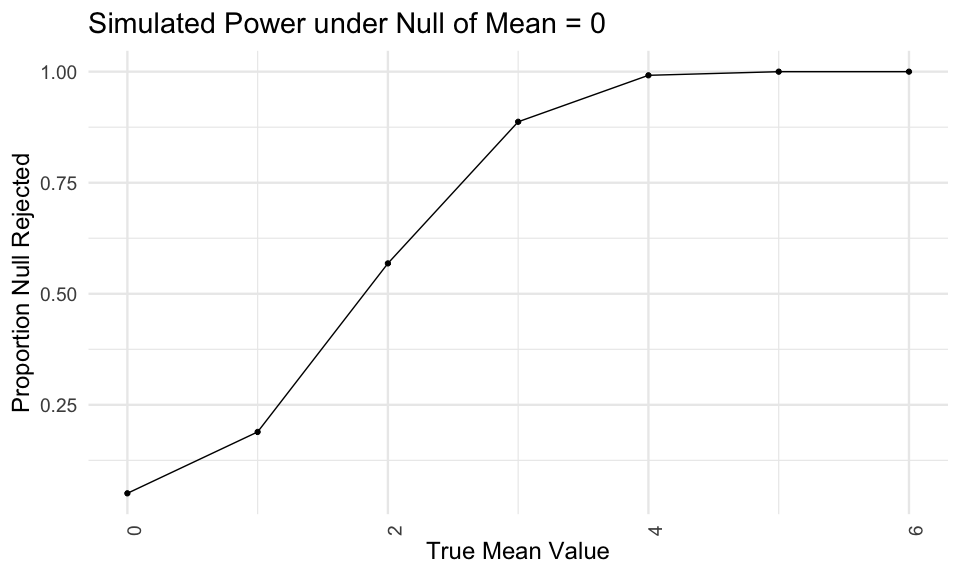 Simulated Power under Null of Mean = 0
Proportion Null Rejected
1.00
0.75
0.50
0.25
0 2 4 6
True Mean Value